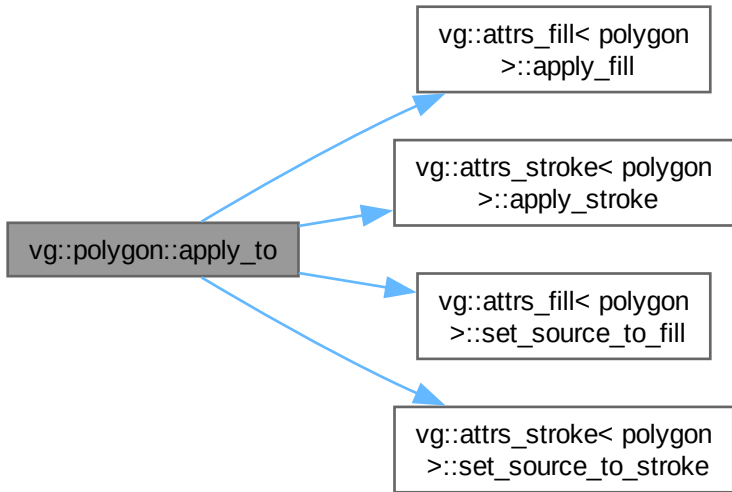 vg::attrs_fill< polygon
>::apply_fill
vg::attrs_stroke< polygon
>::apply_stroke
vg::polygon::apply_to
vg::attrs_fill< polygon
>::set_source_to_fill
vg::attrs_stroke< polygon
>::set_source_to_stroke